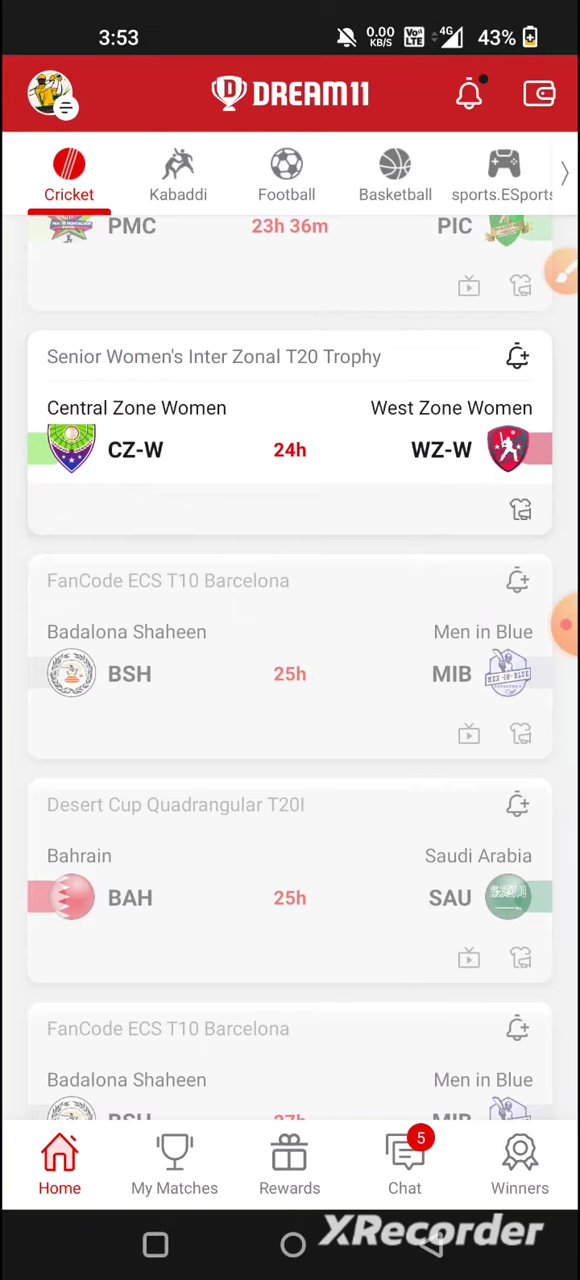 3:53
0.00 KB/S
Vo LTE
4G
43%
DREAM11
Cricket
Kabaddi
Football
Basketball
sports.ESports
PMC
23h 36m
PIC
Senior Women's Inter Zonal T20 Trophy
Central Zone Women
West Zone Women
CZ-W
24h
WZ-W
FanCode ECS T10 Barcelona
Badalona Shaheen
Men in Blue
BSH
25h
MIB
Desert Cup Quadrangular T20I
Bahrain
Saudi Arabia
BAH
25h
SAU
FanCode ECS T10 Barcelona
Badalona Shaheen
Men in Blue
BSH
27h
MIB
5
Home
My Matches
Rewards
Chat
Winners
XRecorder